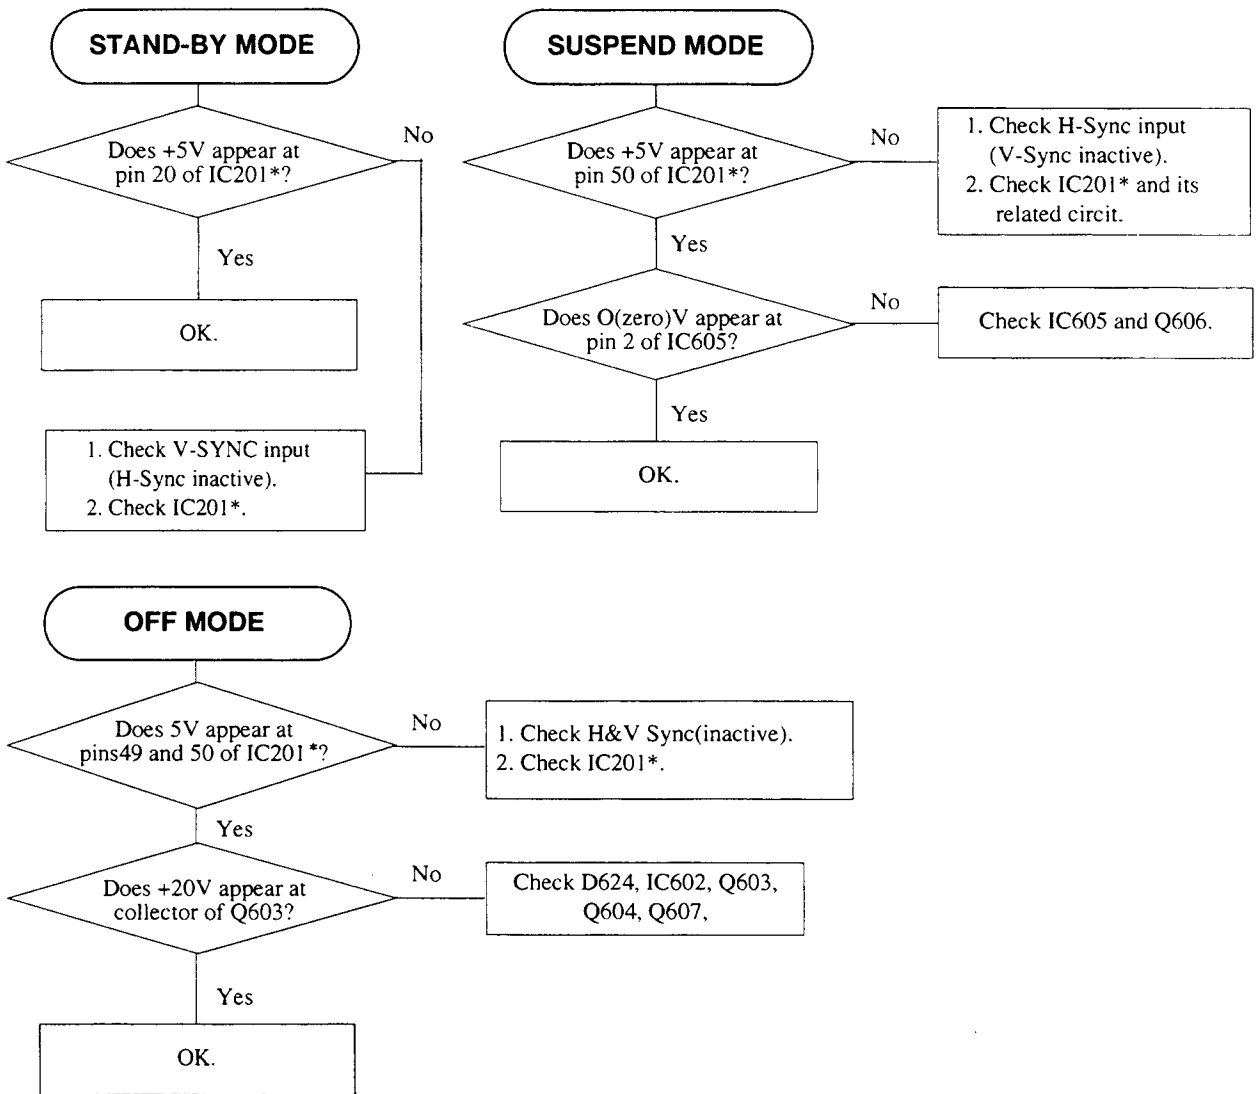 STAND-BY MODE
Does +5V appear at
pin 20 of IC201*?
No
Yes
OK.
1. Check V-SYNC input
(H-Sync inactive).
2. Check IC201*.
SUSPEND MODE
Does +5V appear at
pin 50 of IC201*?
No
1. Check H-Sync input
(V-Sync inactive).
2. Check IC201* and its
related circit.
Yes
Does O(zero)V appear at
pin 2 of IC605?
No
Check IC605 and Q606.
Yes
OK.
OFF MODE
Does 5V appear at
pins49 and 50 of IC201*?
No
1. Check H&V Sync(inactive).
2. Check IC201*.
Yes
Does +20V appear at
collector of Q603?
No
Check D624, IC602, Q603,
Q604, Q607,
Yes
OK.